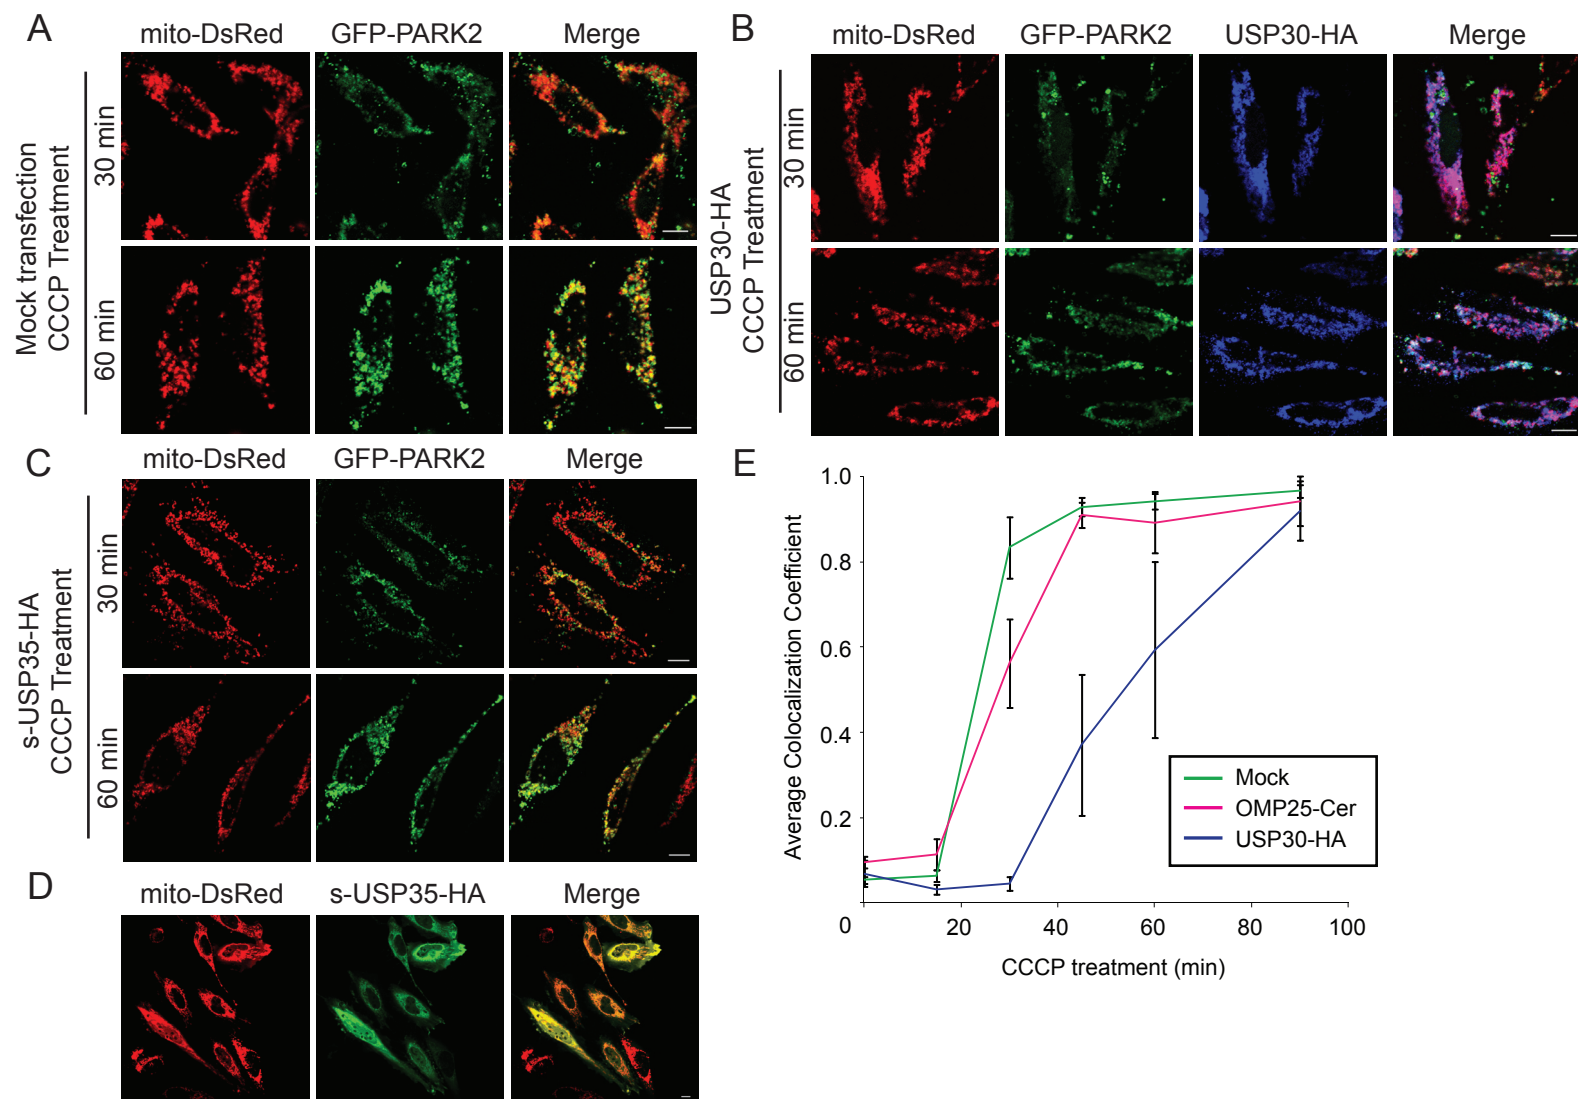 A
mito-DsRed GFP-PARK2 Merge
Mock transfection
CCCP Treatment
30 min
60 min
B
mito-DsRed GFP-PARK2 USP30-HA Merge
USP30-HA
CCCP Treatment
30 min
60 min
C
mito-DsRed GFP-PARK2 Merge
s-USP35-HA
CCCP Treatment
30 min
60 min
D
mito-DsRed s-USP35-HA Merge
E
Average Colocalization Coefficient
1.0
0.8
0.6
0.4
0.2
0 20 40 60 80 100
CCCP treatment (min)
Mock
OMP25-Cer
USP30-HA